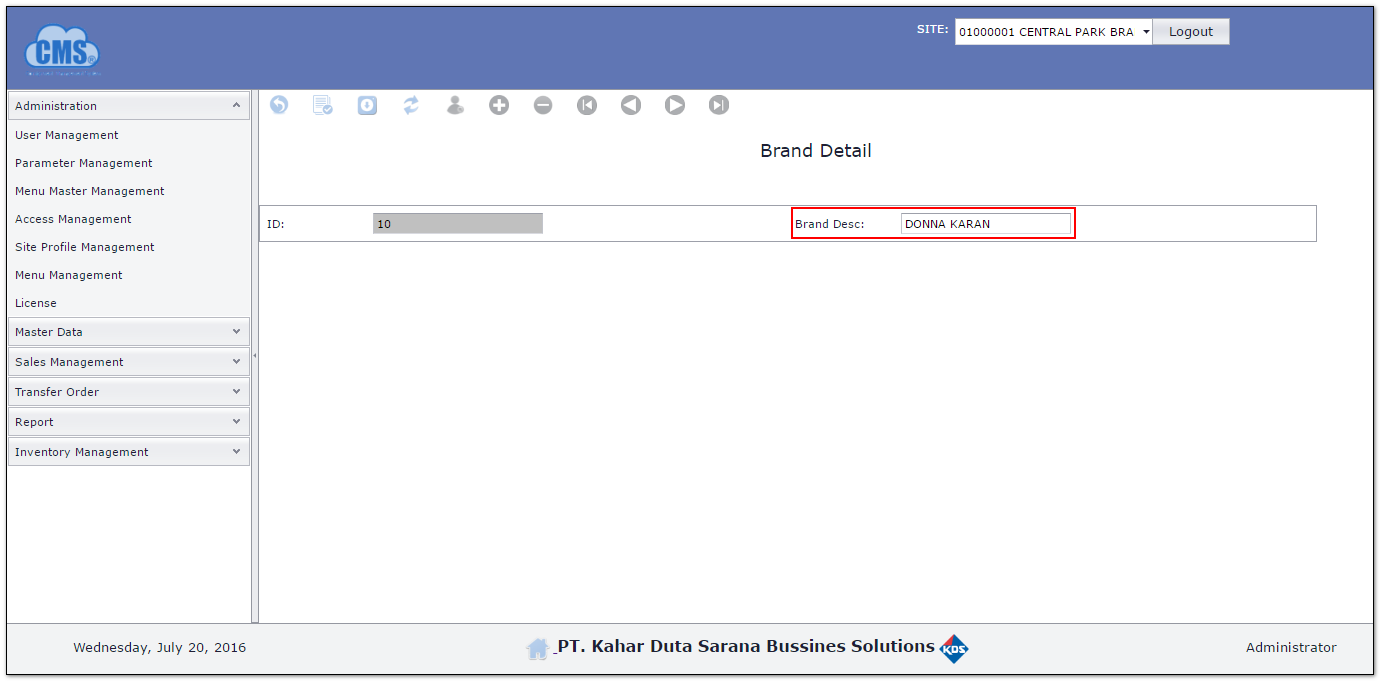 CMS®
SITE: 01000001 CENTRAL PARK BRA Logout
Administration
User Management
Parameter Management
Menu Master Management
Access Management
Site Profile Management
Menu Management
License
Master Data
Sales Management
Transfer Order
Report
Inventory Management
Brand Detail
ID: 10 Brand Desc: DONNA KARAN
Wednesday, July 20, 2016
PT. Kahar Duta Sarana Bussines Solutions KDS
Administrator